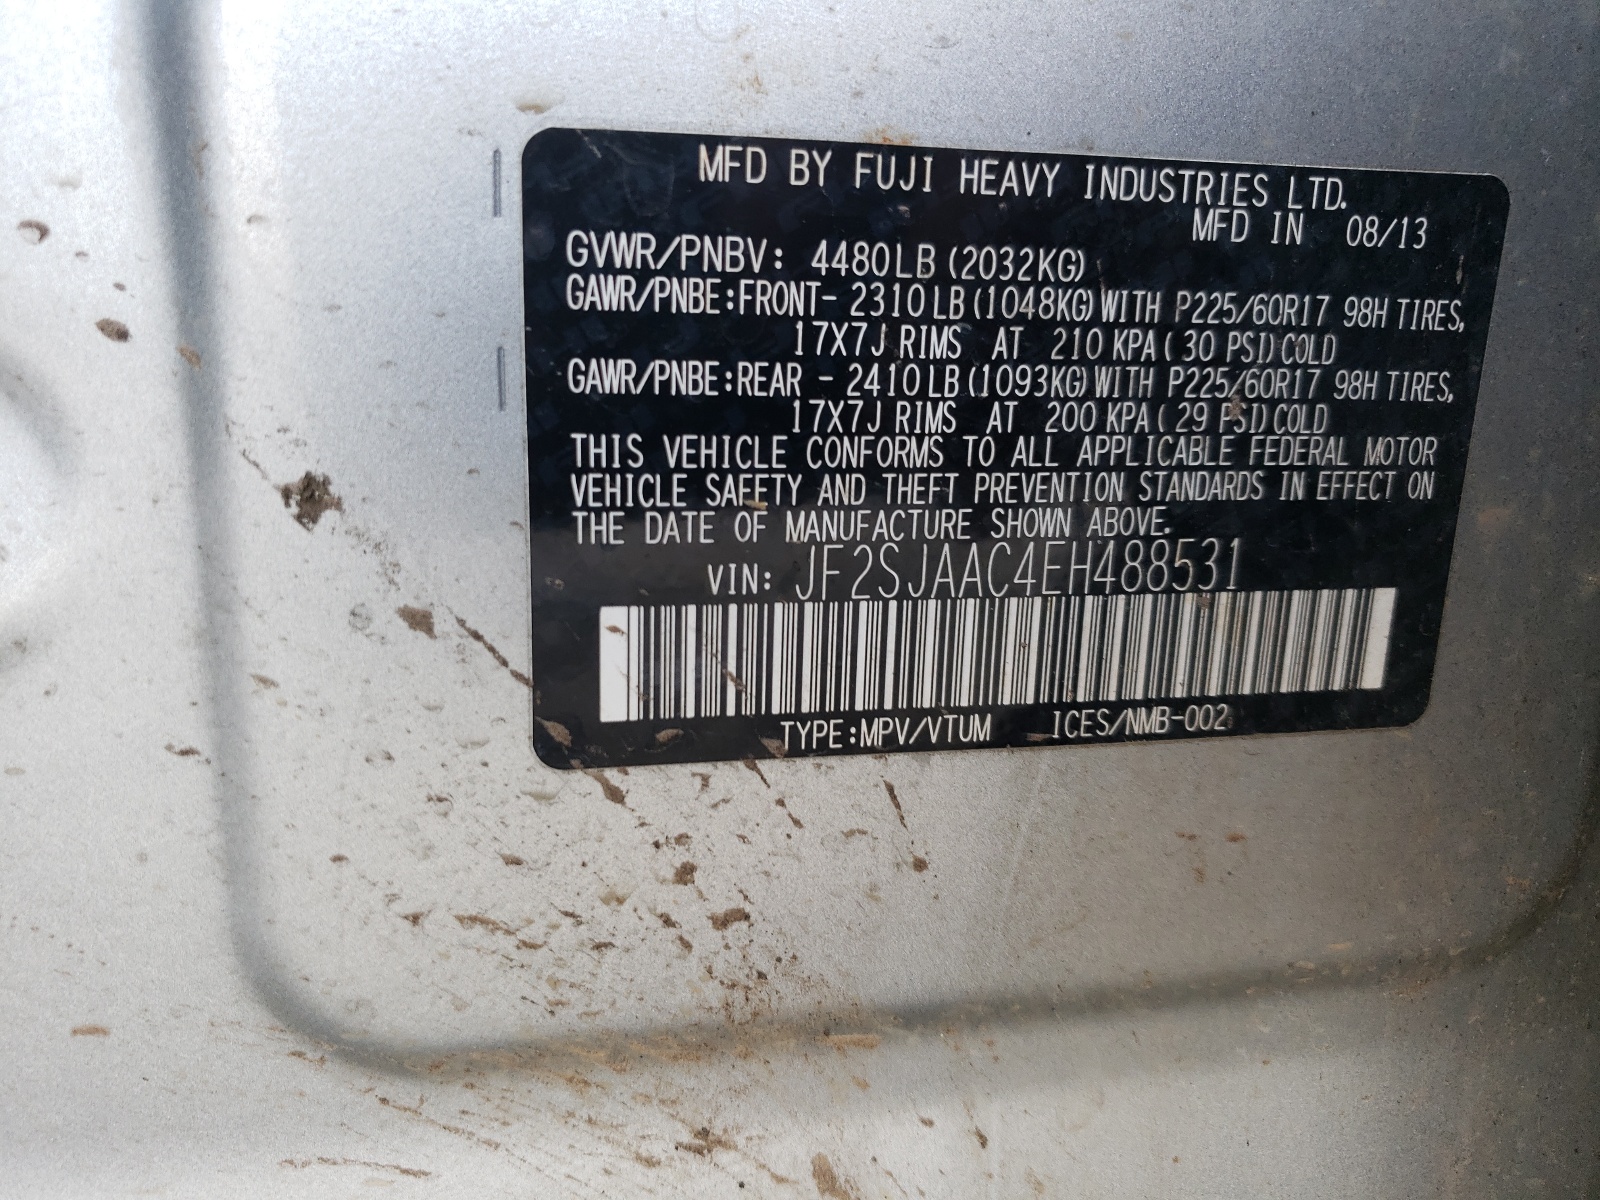 MFD BY FUJI HEAVY INDUSTRIES LTD.
MFD IN 08/13
GVWR/PNBV: 4480LB (2032KG)
GAWR/PNBE:FRONT- 2310LB (1048KG) WITH P225/60R17 98H TIRES,
17X7J RIMS AT 210 KPA( 30 PSI) COLD
GAWR/PNBE:REAR - 2410LB (1093KG) WITH P225/60R17 98H TIRES,
17X7J RIMS AT 200 KPA( 29 PSI) COLD
THIS VEHICLE CONFORMS TO ALL APPLICABLE FEDERAL MOTOR
VEHICLE SAFETY AND THEFT PREVENTION STANDARDS IN EFFECT ON
THE DATE OF MANUFACTURE SHOWN ABOVE.
VIN: JF2SJAAC4EH488531
TYPE:MPV/VTUM ICES/NMB-002